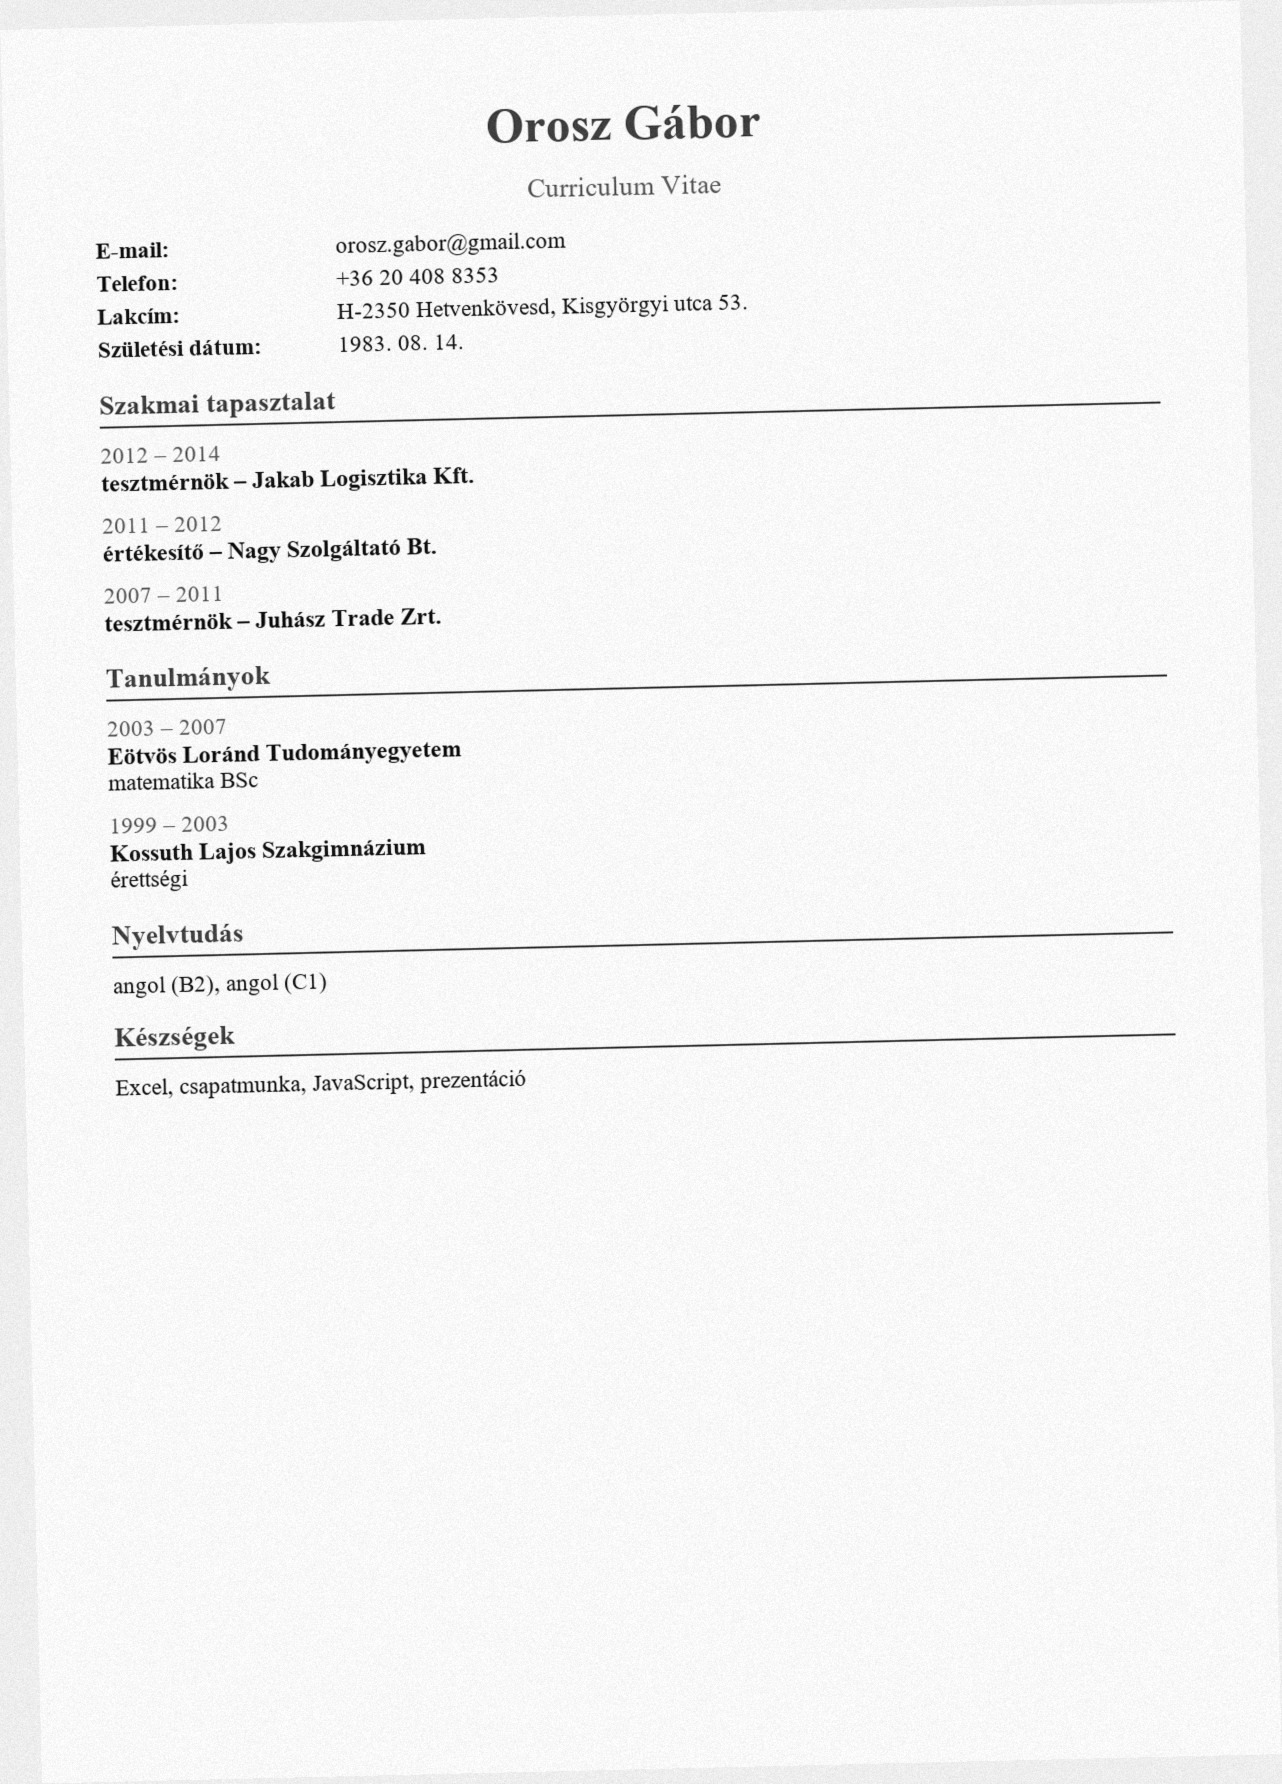 Orosz Gábor
Curriculum Vitae
E-mail: orosz.gabor@gmail.com
Telefon: +36 20 408 8353
Lakcím: H-2350 Hetvenkövesd, Kisgyörgyi utca 53.
Születési dátum: 1983. 08. 14.
Szakmai tapasztalat
2012 – 2014
tesztmérnök – Jakab Logisztika Kft.
2011 – 2012
értékesítő – Nagy Szolgáltató Bt.
2007 – 2011
tesztmérnök – Juhász Trade Zrt.
Tanulmányok
2003 – 2007
Eötvös Loránd Tudományegyetem
matematika BSc
1999 – 2003
Kossuth Lajos Szakgimnázium
érettségi
Nyelvtudás
angol (B2), angol (C1)
Készségek
Excel, csapatmunka, JavaScript, prezentáció